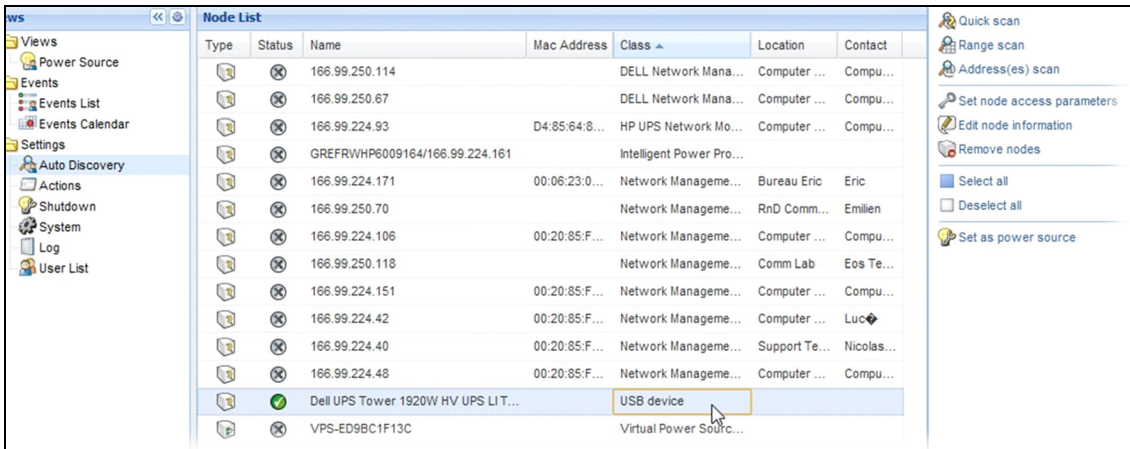 ws
Views
Power Source
Events
Events List
Events Calendar
Settings
Auto Discovery
Actions
Shutdown
System
Log
User List
Node List
Type Status Name Mac Address Class Location Contact
166.99.250.114 DELL Network Mana... Computer ... Compu...
166.99.250.67 DELL Network Mana... Computer ... Compu...
166.99.224.93 D4:85:64:8... HP UPS Network Mo... Computer ... Compu...
GREFRWHP6009164/166.99.224.161 Intelligent Power Pro...
166.99.224.171 00:06:23:0... Network Manageme... Bureau Eric Eric
166.99.250.70 Network Manageme... RnD Comm... Emilien
166.99.224.106 00:20:85:F... Network Manageme... Computer ... Compu...
166.99.250.118 Network Manageme... Comm Lab Eos Te...
166.99.224.151 00:20:85:F... Network Manageme... Computer ... Compu...
166.99.224.42 00:20:85:F... Network Manageme... Computer ... Luc�
166.99.224.40 00:20:85:F... Network Manageme... Support Te... Nicolas...
166.99.224.48 00:20:85:F... Network Manageme... Computer ... Compu...
Dell UPS Tower 1920W HV UPS LI T... USB device
VPS-ED9BC1F13C Virtual Power Sourc...
Quick scan
Range scan
Address(es) scan
Set node access parameters
Edit node information
Remove nodes
Select all
Deselect all
Set as power source